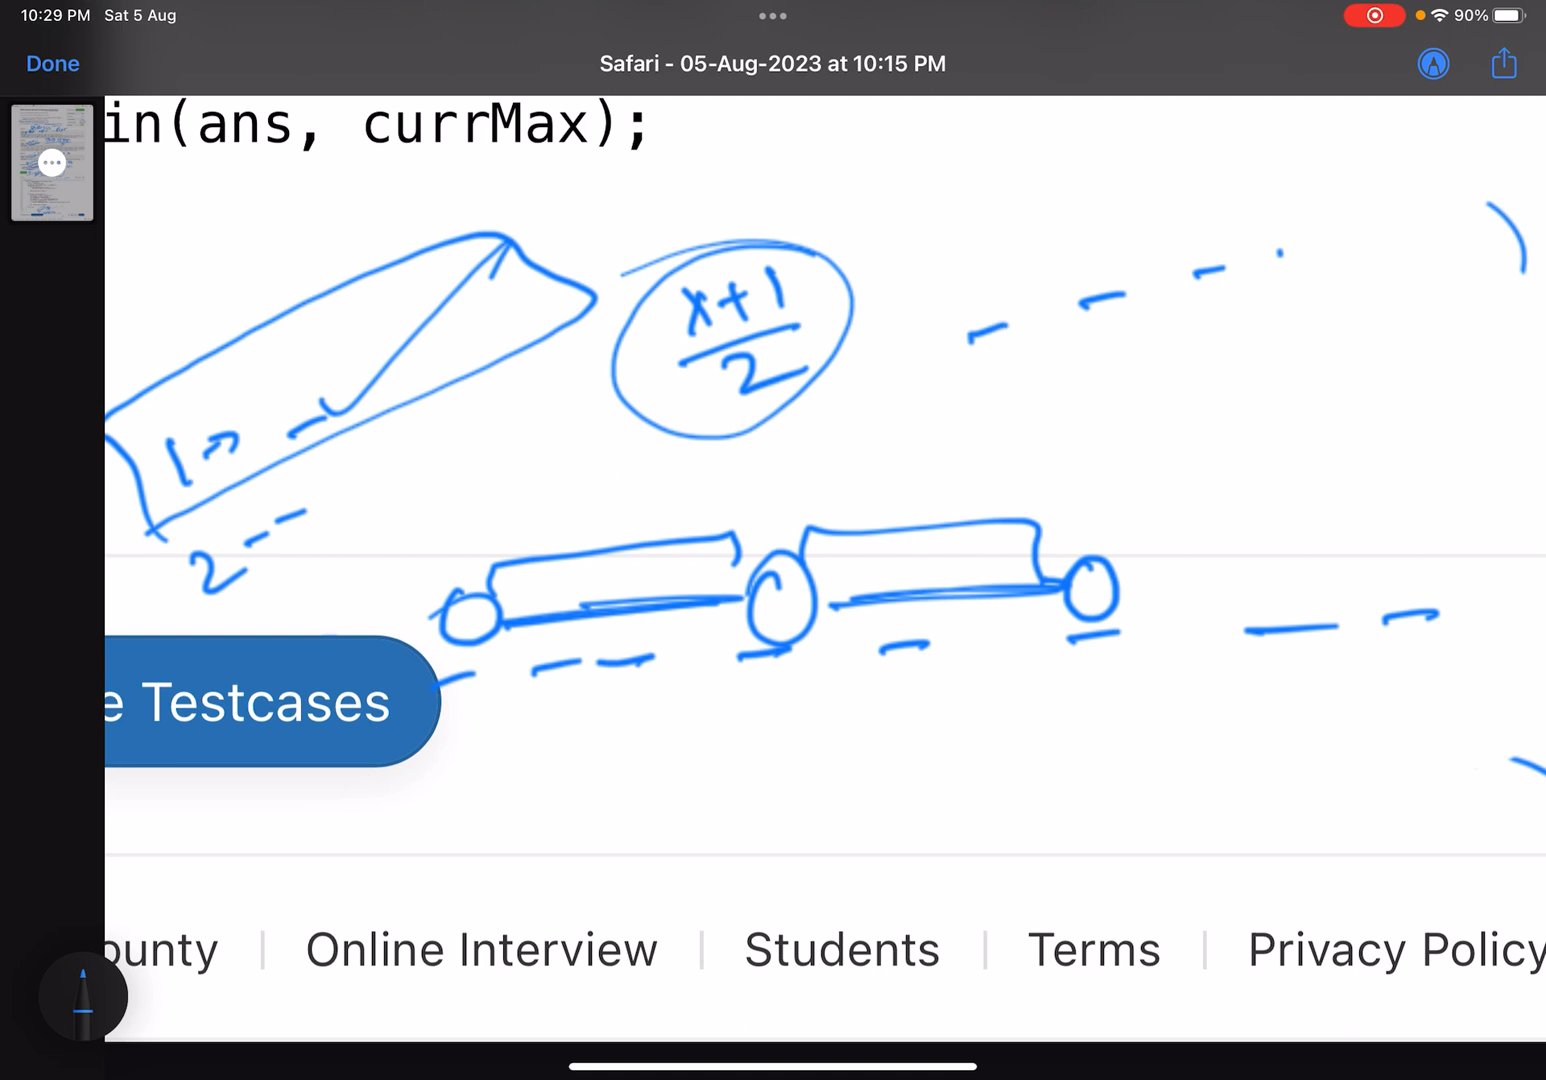 10:29 PM Sat 5 Aug
90%
Done
Safari - 05-Aug-2023 at 10:15 PM
in(ans, currMax);
x+1
2
1
2
e Testcases
ounty
Online Interview
Students
Terms
Privacy Policy